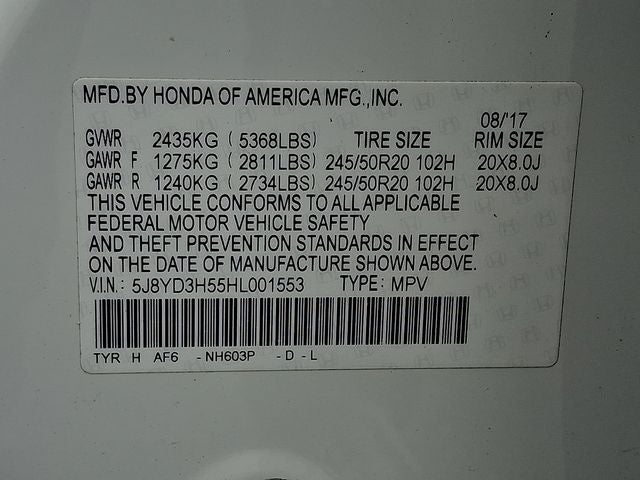 MFD.BY HONDA OF AMERICA MFG.,INC.
08/'17
GVWR 2435KG ( 5368LBS) TIRE SIZE RIM SIZE
GAWR F 1275KG ( 2811LBS) 245/50R20 102H 20X8.0J
GAWR R 1240KG ( 2734LBS) 245/50R20 102H 20X8.0J
THIS VEHICLE CONFORMS TO ALL APPLICABLE
FEDERAL MOTOR VEHICLE SAFETY
AND THEFT PREVENTION STANDARDS IN EFFECT
ON THE DATE OF MANUFACTURE SHOWN ABOVE.
V.I.N.: 5J8YD3H55HL001553 TYPE: MPV
TYR H AF6 - NH603P - D - L